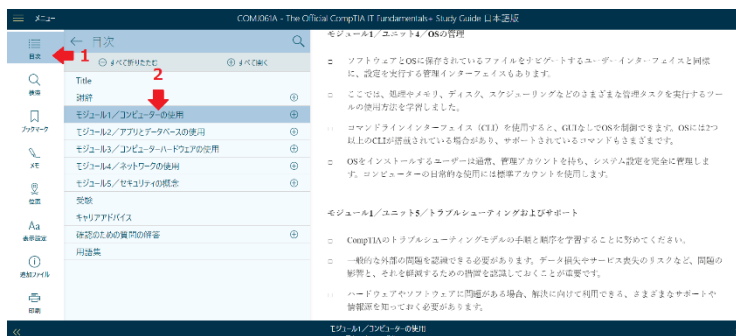 メニュー
COMJ061A - The Official CompTIA IT Fundamentals+ Study Guide 日本語版
目次
検索
ブックマーク
メモ
位置
Aa
表示設定
追加ファイル
印刷
← 目次
1
すべて折りたたむ
すべて開く
2
Title
謝辞
モジュール1／コンピューターの使用
モジュール2／アプリとデータベースの使用
モジュール3／コンピューターハードウェアの使用
モジュール4／ネットワークの使用
モジュール5／セキュリティの概念
受験
キャリアアドバイス
確認のための質問の解答
用語集
モジュール1／ユニット4／OSの管理
ソフトウェアとOSに保存されているファイルをナビゲートするユーザーインターフェイスと同様
に、設定を実行する管理インターフェイスもあります。
ここでは、処理やメモリ、ディスク、スケジューリングなどのさまざまな管理タスクを実行するツー
ルの使用方法を学習しました。
コマンドラインインターフェイス（CLI）を使用すると、GUIなしでOSを制御できます。OSには2つ
以上のCLIが搭載されている場合があり、サポートされているコマンドもさまざまです。
OSをインストールするユーザーは通常、管理アカウントを持ち、システム設定を完全に管理しま
す。コンピューターの日常的な使用には標準アカウントを使用します。
モジュール1／ユニット5／トラブルシューティングおよびサポート
CompTIAのトラブルシューティングモデルの手順と順序を学習することに努めてください。
一般的な外部の問題を認識できる必要があります。データ損失やサービス喪失のリスクなど、問題の
影響と、それを軽減するための措置を認識しておくことが重要です。
ハードウェアやソフトウェアに問題がある場合、解決に向けて利用できる、さまざまなサポートや
情報源を知っておく必要があります。
モジュール1／コンピューターの使用